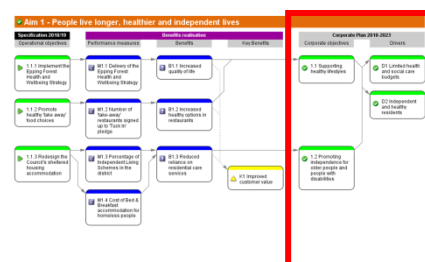 Aim 1 - People live longer, healthier and independent lives
Specification 2018/19
Benefits realisation
Corporate Plan 2018-2023
Operational objectives
Performance measures
Benefits
Key Benefits
Corporate objectives
Drivers
1.1.1 Implement the
Epping Forest
Health and
Wellbeing Strategy
M1.1 Delivery of the
Epping Forest
Health and
Wellbeing Strategy
B1.1 Increased
quality of life
1.1 Supporting
healthy lifestyles
D1 Limited health
and social care
budgets
1.1.2 Promote
healthy 'take away'
food choices
M1.2 Number of
take-away/
restaurants signed
up to 'Tuck In'
pledge
B1.2 Increased
healthy options in
restaurants
D2 Independent
and healthy
residents
1.1.3 Redesign the
Council's sheltered
housing
accommodation
M1.3 Percentage of
Independent Living
Schemes in the
district
B1.3 Reduced
reliance on
residential care
services
K1 Improved
customer value
1.2 Promoting
independence for
older people and
people with
disabilities
M1.4 Cost of Bed &
Breakfast
accommodation for
homeless people